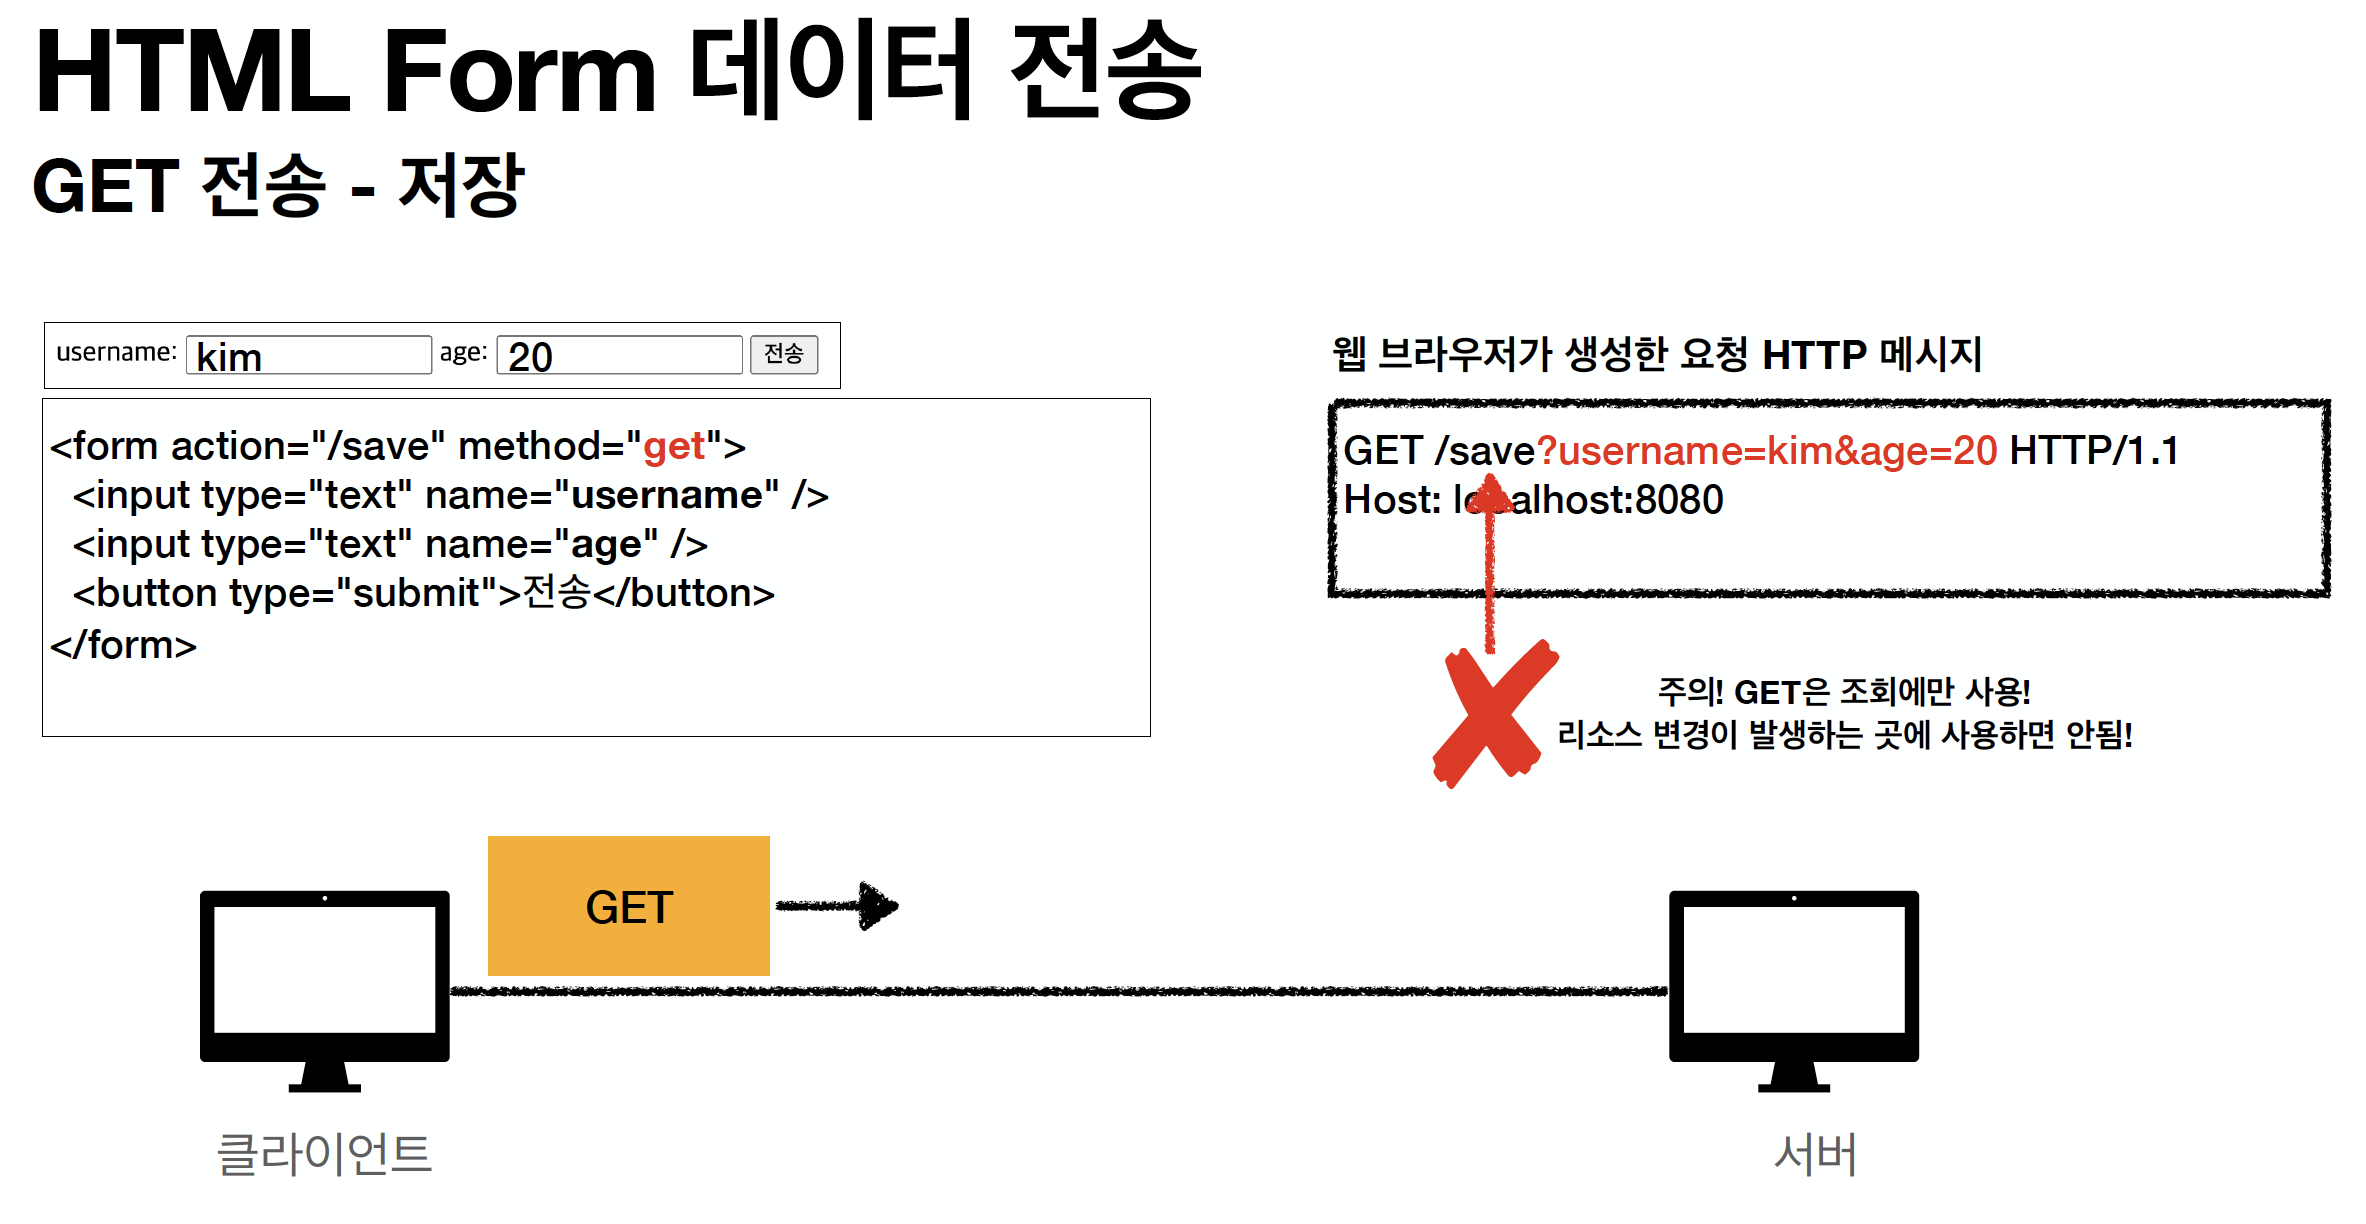 HTML Form 데이터 전송
GET 전송 - 저장
username: kim age: 20 전송
<form action="/save" method="get">
<input type="text" name="username" />
<input type="text" name="age" />
<button type="submit">전송</button>
</form>
웹 브라우저가 생성한 요청 HTTP 메시지
GET /save?username=kim&age=20 HTTP/1.1
Host: localhost:8080
주의! GET은 조회에만 사용!
리소스 변경이 발생하는 곳에 사용하면 안됨!
GET
클라이언트
서버